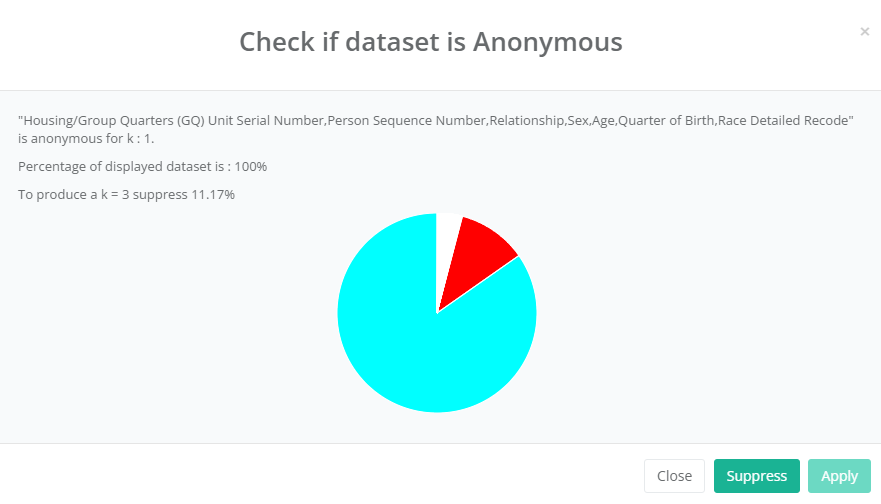 Check if dataset is Anonymous
×
"Housing/Group Quarters (GQ) Unit Serial Number,Person Sequence Number,Relationship,Sex,Age,Quarter of Birth,Race Detailed Recode"
is anonymous for k : 1.
Percentage of displayed dataset is : 100%
To produce a k = 3 suppress 11.17%
Close
Suppress
Apply